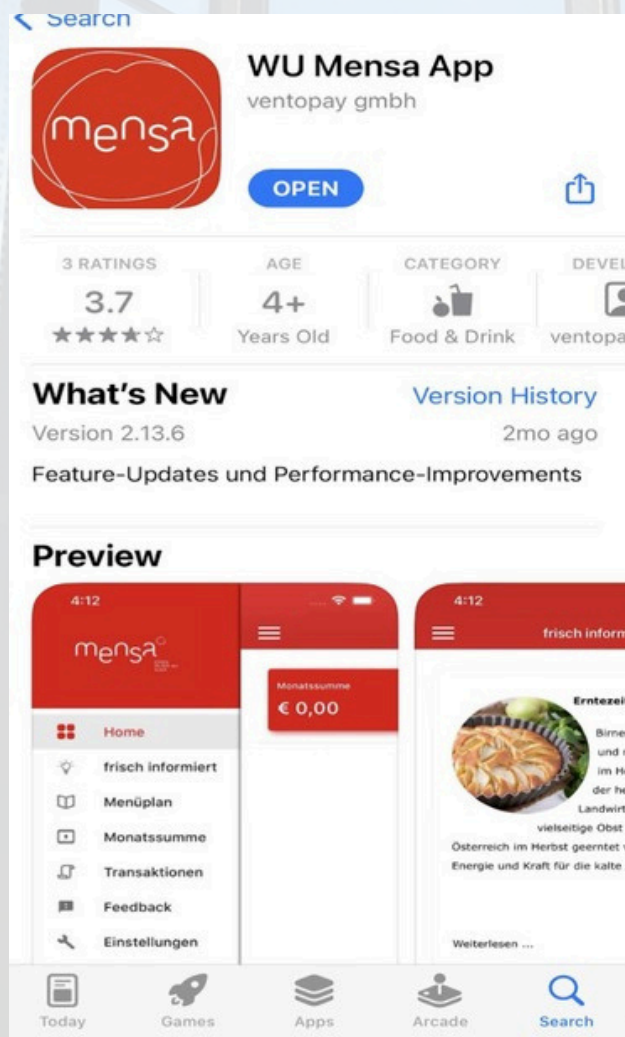 Search
mensa
WU Mensa App
ventopay gmbh
OPEN
3 RATINGS
AGE
CATEGORY
DEVEL
3.7
4+
★★★★☆
Years Old
Food & Drink
ventopa
What's New
Version History
Version 2.13.6
2mo ago
Feature-Updates und Performance-Improvements
Preview
4:12
mensa
Home
frisch informiert
Menüplan
Monatssumme
Transaktionen
Feedback
Einstellungen
Monatssumme
€ 0,00
4:12
frisch inform
Erntezeit
Birne
und
im He
der he
Landwirt
vielseitige Obst
Österreich im Herbst geerntet
Energie und Kraft für die kalte
Weiterlesen ...
Today
Games
Apps
Arcade
Search